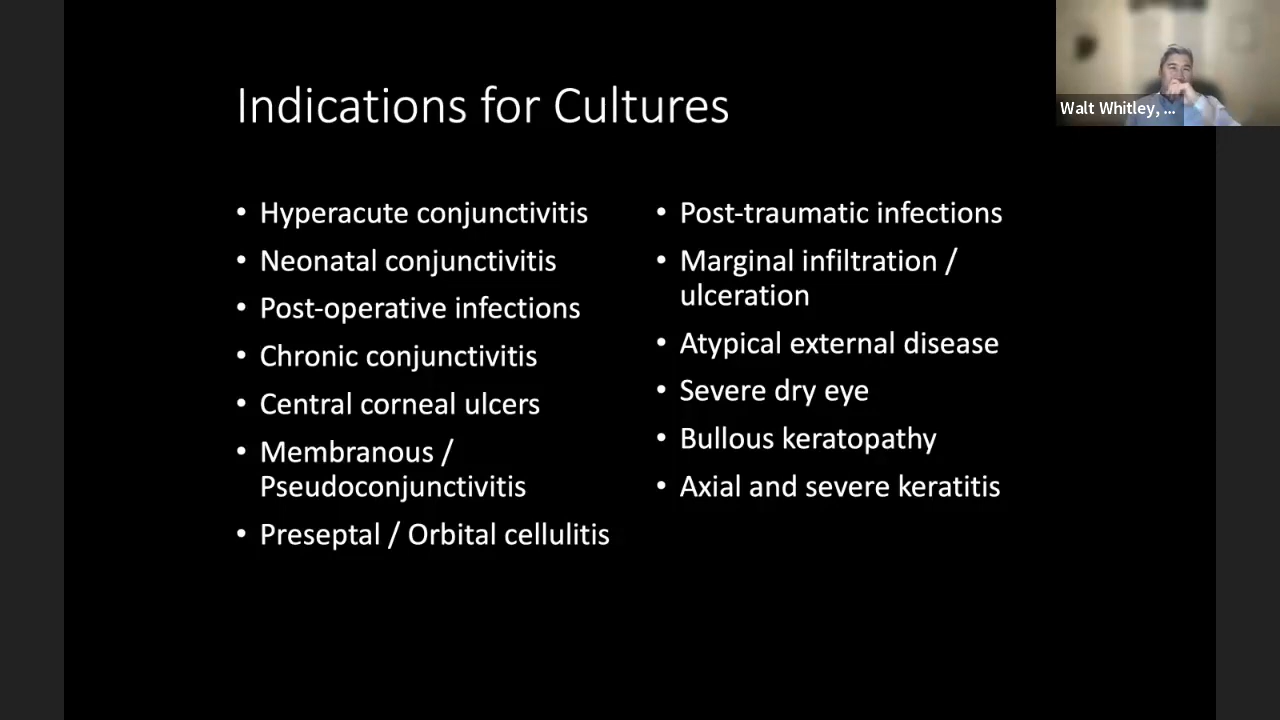 Indications for Cultures
• Hyperacute conjunctivitis
• Neonatal conjunctivitis
• Post-operative infections
• Chronic conjunctivitis
• Central corneal ulcers
• Membranous /
Pseudoconjunctivitis
• Preseptal / Orbital cellulitis
• Post-traumatic infections
• Marginal infiltration /
ulceration
• Atypical external disease
• Severe dry eye
• Bullous keratopathy
• Axial and severe keratitis
Walt Whitley, ...